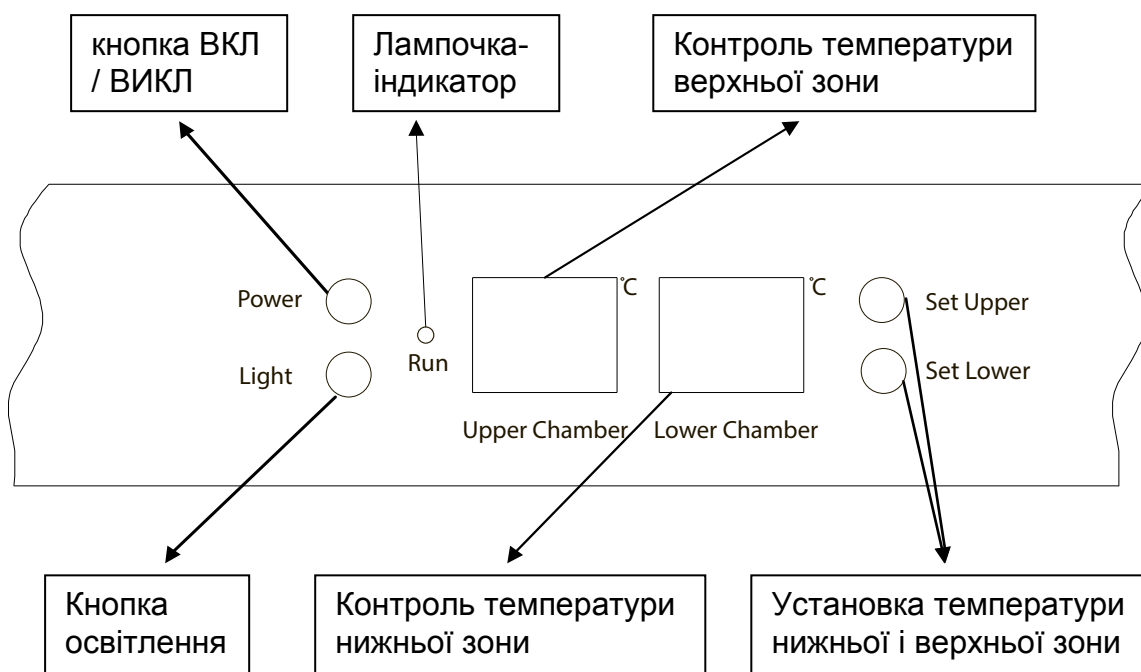 кнопка ВКЛ
/ ВИКЛ
Лампочка-
індикатор
Контроль температури
верхньої зони
Power
Light
Run
°C
Upper Chamber
°C
Lower Chamber
Set Upper
Set Lower
Кнопка
освітлення
Контроль температури
нижньої зони
Установка температури
нижньої і верхньої зони